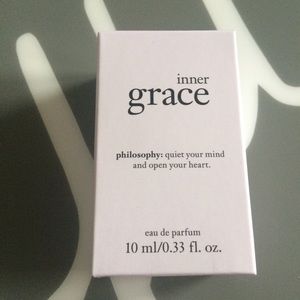 inner
grace
philosophy: quiet your mind
and open your heart.
eau de parfum
10 ml/0.33 fl. oz.